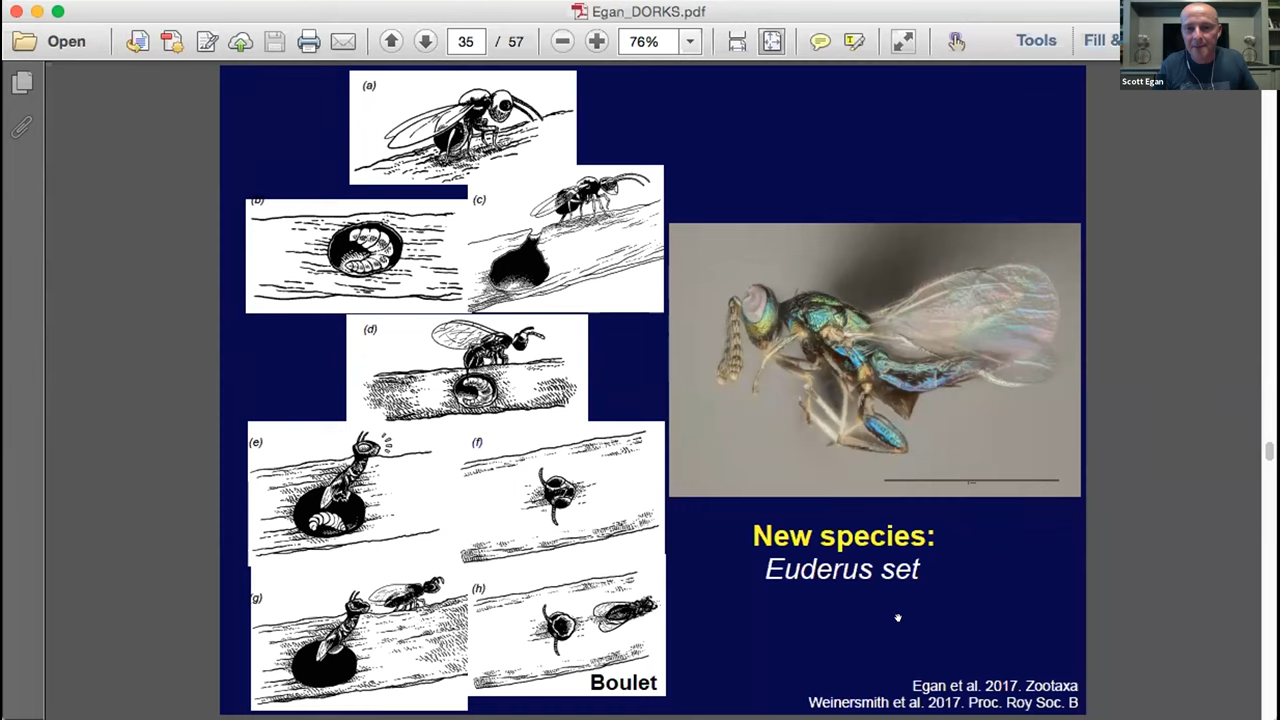 Egan_DORKS.pdf
Open
35 / 57
76%
Tools
Fill &
Scott Egan
(a)
(b)
(c)
(d)
(e)
(f)
(g)
(h)
Boulet
New species:
Euderus set
Egan et al. 2017. Zootaxa
Weinersmith et al. 2017. Proc. Roy Soc. B